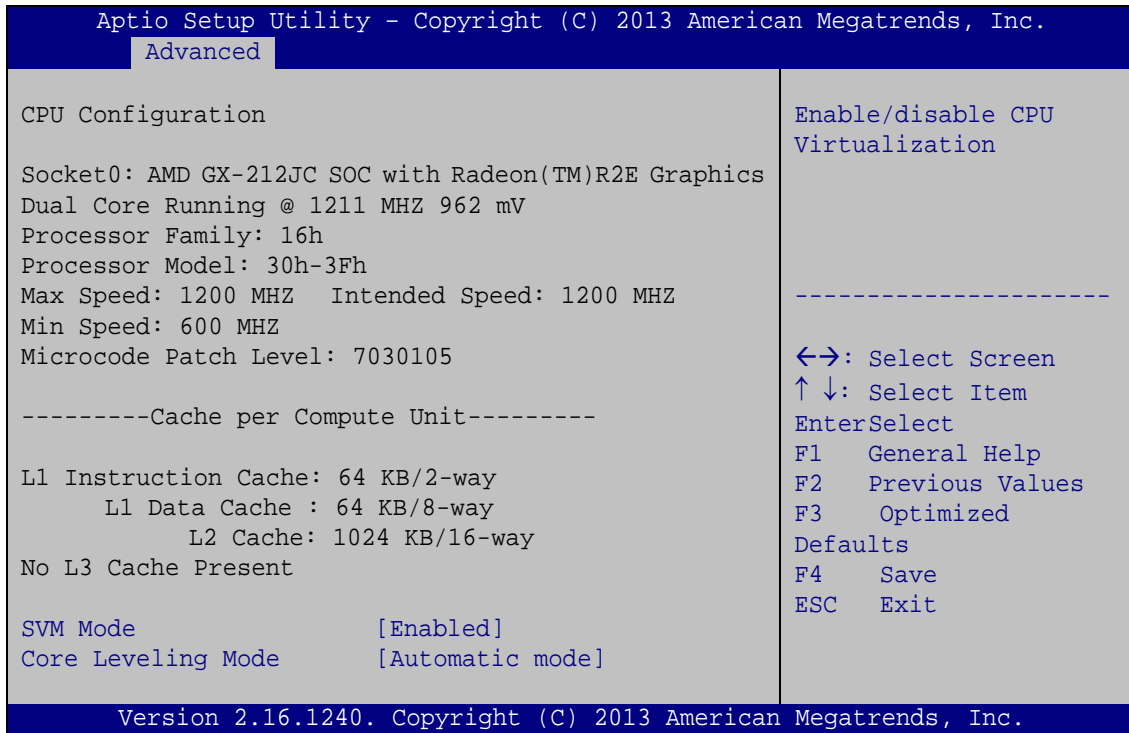 Aptio Setup Utility – Copyright (C) 2013 American Megatrends, Inc.
Advanced
CPU Configuration
Socket0: AMD GX-212JC SOC with Radeon(TM)R2E Graphics
Dual Core Running @ 1211 MHZ 962 mV
Processor Family: 16h
Processor Model: 30h-3Fh
Max Speed: 1200 MHZ Intended Speed: 1200 MHZ
Min Speed: 600 MHZ
Microcode Patch Level: 7030105
---------Cache per Compute Unit---------
L1 Instruction Cache: 64 KB/2-way
L1 Data Cache : 64 KB/8-way
L2 Cache: 1024 KB/16-way
No L3 Cache Present
SVM Mode [Enabled]
Core Leveling Mode [Automatic mode]
Enable/disable CPU
Virtualization
----------------------
←→: Select Screen
↑ ↓: Select Item
EnterSelect
F1 General Help
F2 Previous Values
F3 Optimized
Defaults
F4 Save
ESC Exit
Version 2.16.1240. Copyright (C) 2013 American Megatrends, Inc.